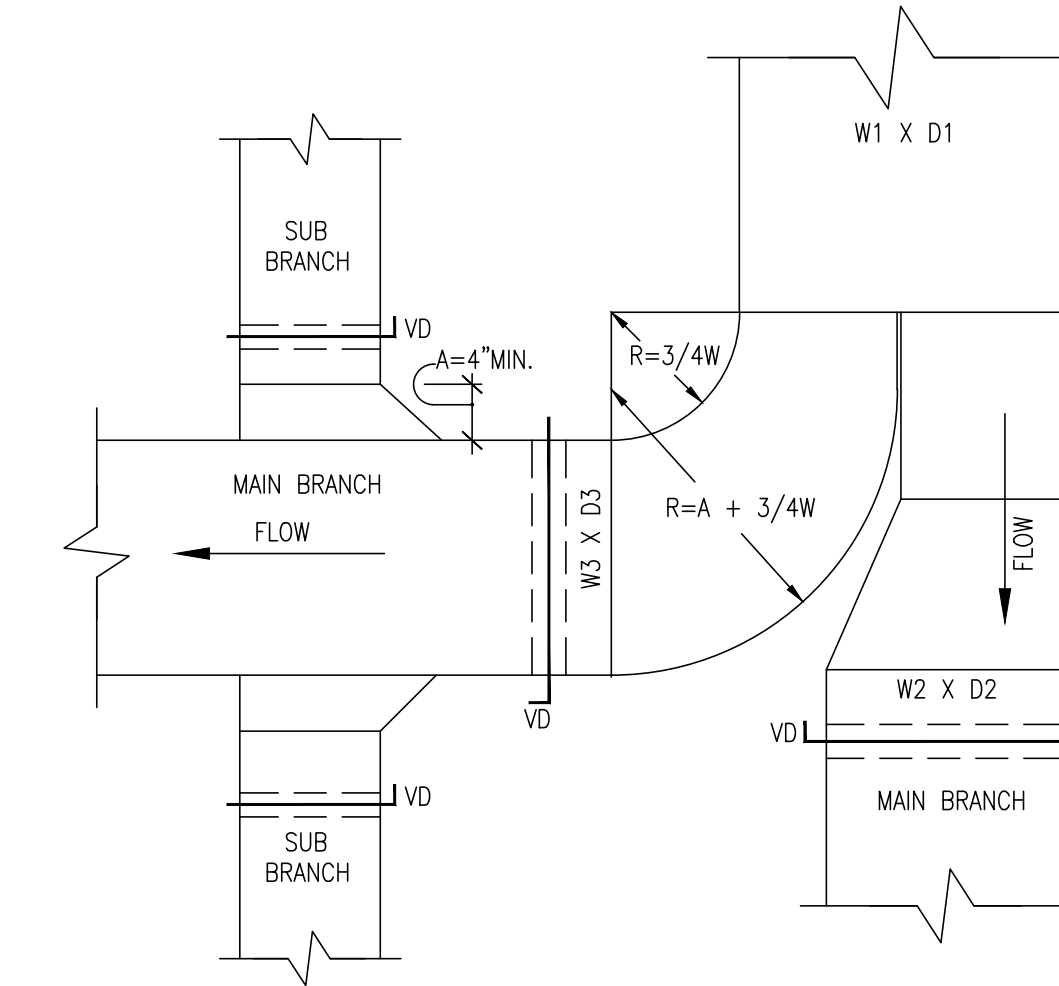 W1 X D1
SUB
BRANCH
VD
A=4"MIN.
R=3/4W
MAIN BRANCH
FLOW
W3 X D3
R=A + 3/4W
FLOW
W2 X D2
VD
VD
MAIN BRANCH
VD
SUB
BRANCH